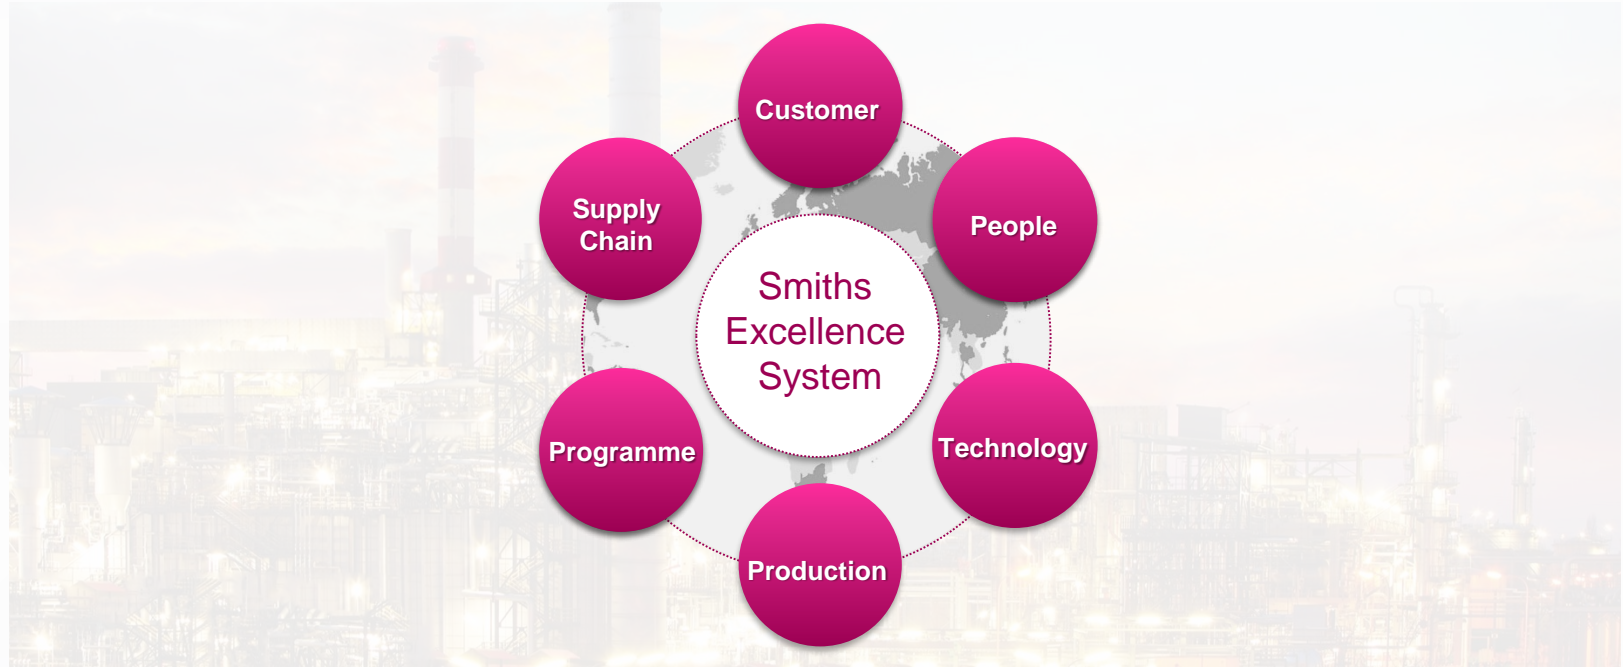 Customer
People
Technology
Production
Programme
Supply
Chain
Smiths
Excellence
System